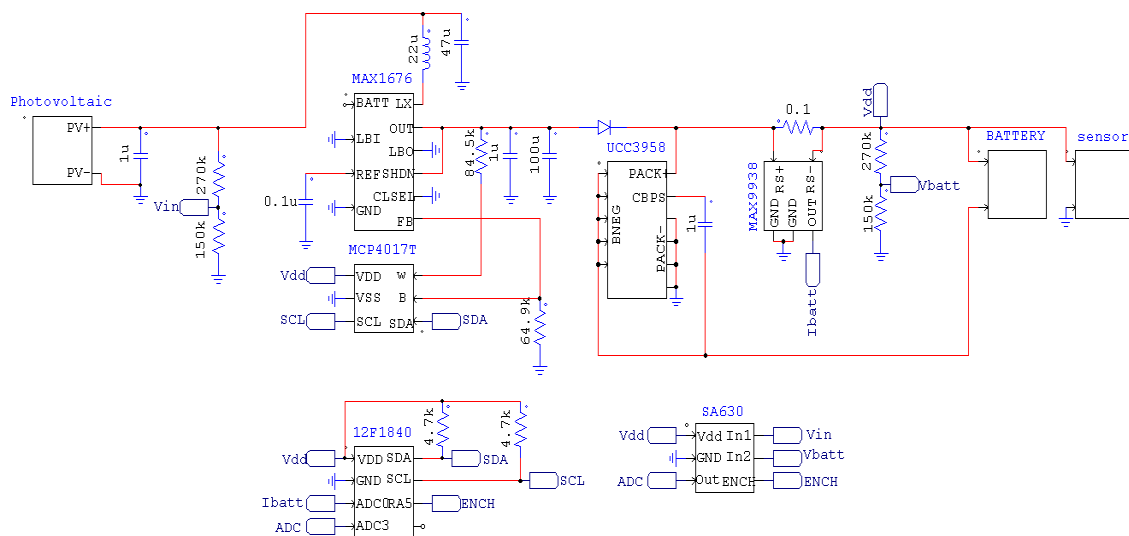 22u
47u
MAX1676
Photovoltaic
PV+
PV-
1u
270k
Vin
150k
BATT LX
OUT
LBI
LBO
SHDN
REF
CLSEL
GND
FB
0.1u
84.5k
1u
100u
UCC3958
PACK+
CBPS
BNEG
PACK-
1u
0.1
MAX9938
GND RS+
GND
OUT RS-
Ibatt
Vdd
270k
Vbatt
150k
BATTERY
sensor
MCP4017T
Vdd
VDD W
VSS B
SCL
SCL SDA
SDA
64.9k
12F1840
4.7k
4.7k
Vdd
VDD SDA
SDA
GND SCL
SCL
Ibatt
ADC0 RA5
ENCH
ADC
ADC3
SA630
Vdd
Vdd In1
Vin
GND In2
Vbatt
ADC
Out ENCH
ENCH